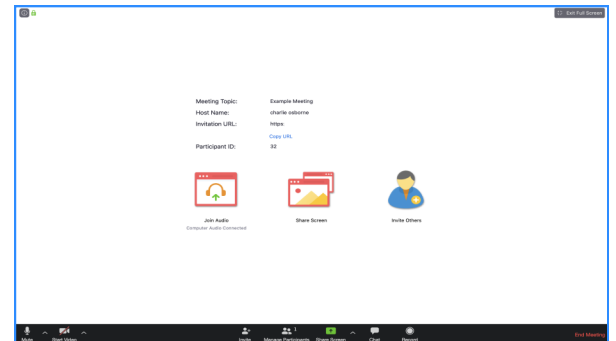 Exit Full Screen
Meeting Topic: Example Meeting
Host Name: charlie osborne
Invitation URL: https
Copy URL
Participant ID: 32
Join Audio Share Screen Invite Others
Computer Audio Connected
1
Mute Start Video Invite Manage Participants Share Screen Chat Record End Meeting